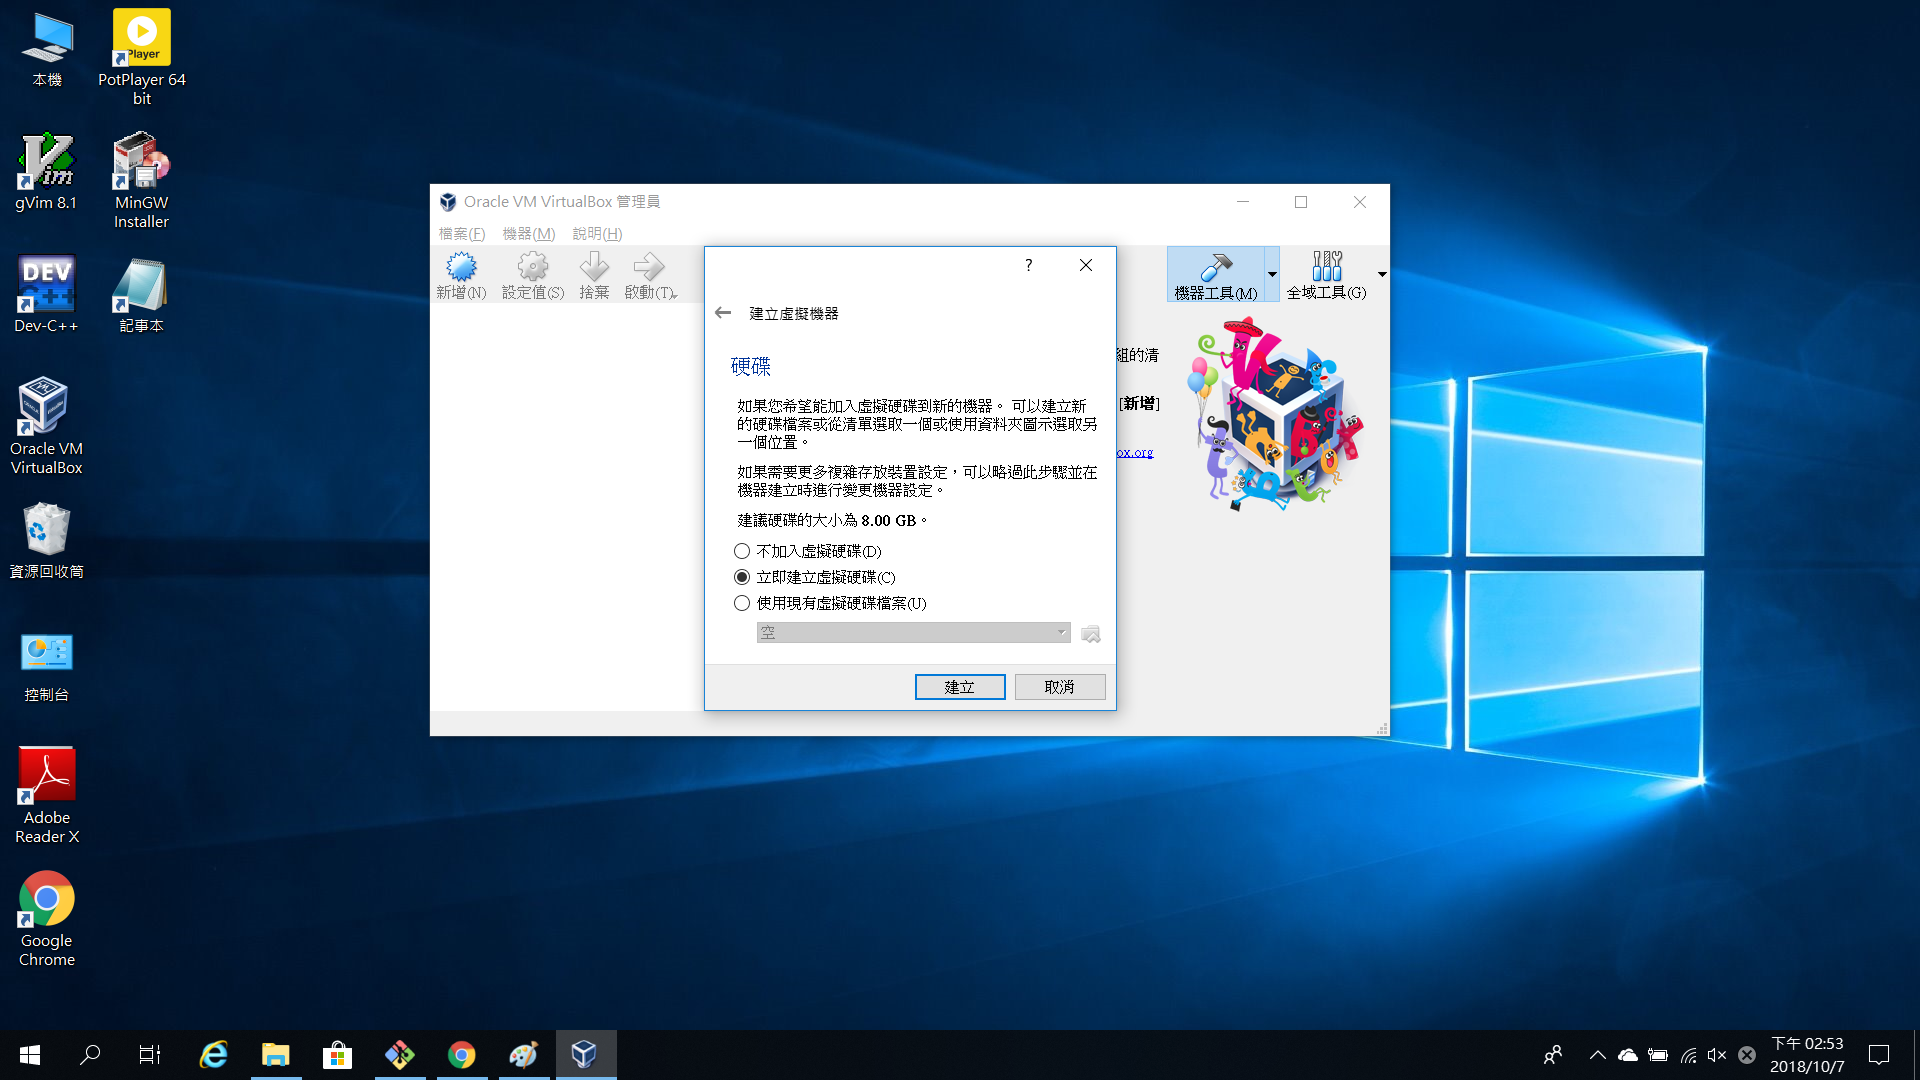 本機
PotPlayer 64
bit
gVim 8.1
MinGW
Installer
Dev-C++
記事本
Oracle VM
VirtualBox
資源回收筒
控制台
Adobe
Reader X
Google
Chrome
Oracle VM VirtualBox 管理員
檔案(F) 機器(M) 說明(H)
新增(N) 設定值(S) 捨棄 啟動(T) 機器工具(M) 全域工具(G)
組的清
[新增]
ox.org
?
建立虛擬機器
硬碟
如果您希望能加入虛擬硬碟到新的機器。 可以建立新
的硬碟檔案或從清單選取一個或使用資料夾圖示選取另
一個位置。
如果需要更多複雜存放裝置設定，可以略過此步驟並在
機器建立時進行變更機器設定。
建議硬碟的大小為 8.00 GB。
不加入虛擬硬碟(D)
立即建立虛擬硬碟(C)
使用現有虛擬硬碟檔案(U)
空
建立 取消
下午 02:53
2018/10/7